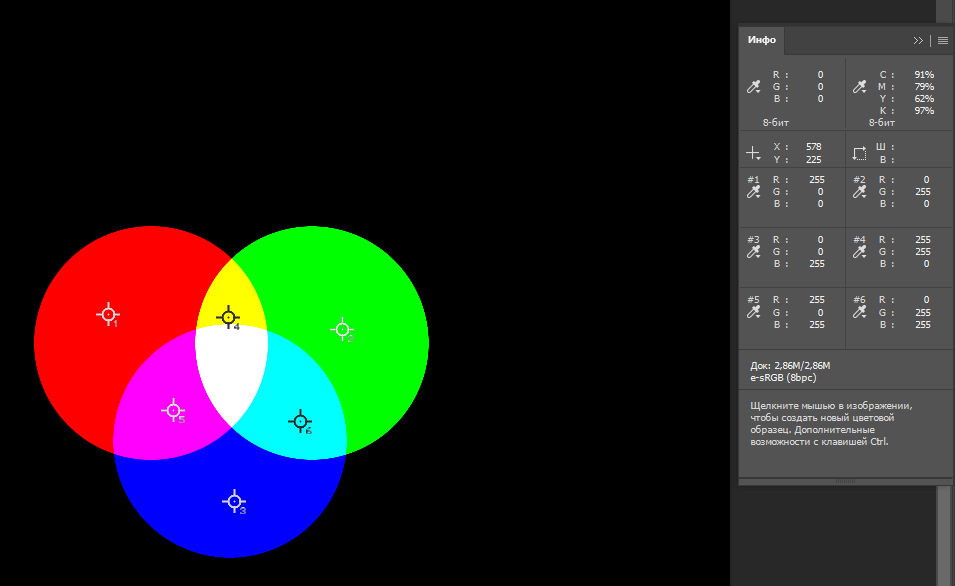 Инфо
R : 0 C : 91%
G : 0 M : 79%
B : 0 Y : 62%
K : 97%
8-бит 8-бит
X : 578 Ш :
Y : 225 В :
#1 R : 255 #2 R : 0
G : 0 G : 255
B : 0 B : 0
#3 R : 0 #4 R : 255
G : 0 G : 255
B : 255 B : 0
#5 R : 255 #6 R : 0
G : 0 G : 255
B : 255 B : 255
Док: 2,86M/2,86M
e-sRGB (8bpc)
Щелкните мышью в изображении,
чтобы создать новый цветовой
образец. Дополнительные
возможности с клавишей Ctrl.
1
4
2
5
6
3